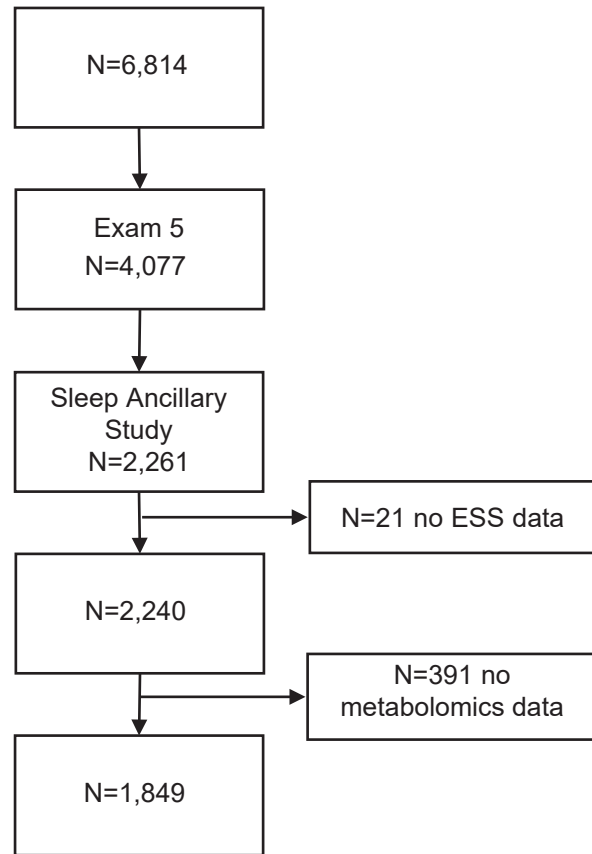 N=6,814
Exam 5
N=4,077
Sleep Ancillary
Study
N=2,261
N=21 no ESS data
N=2,240
N=391 no
metabolomics data
N=1,849